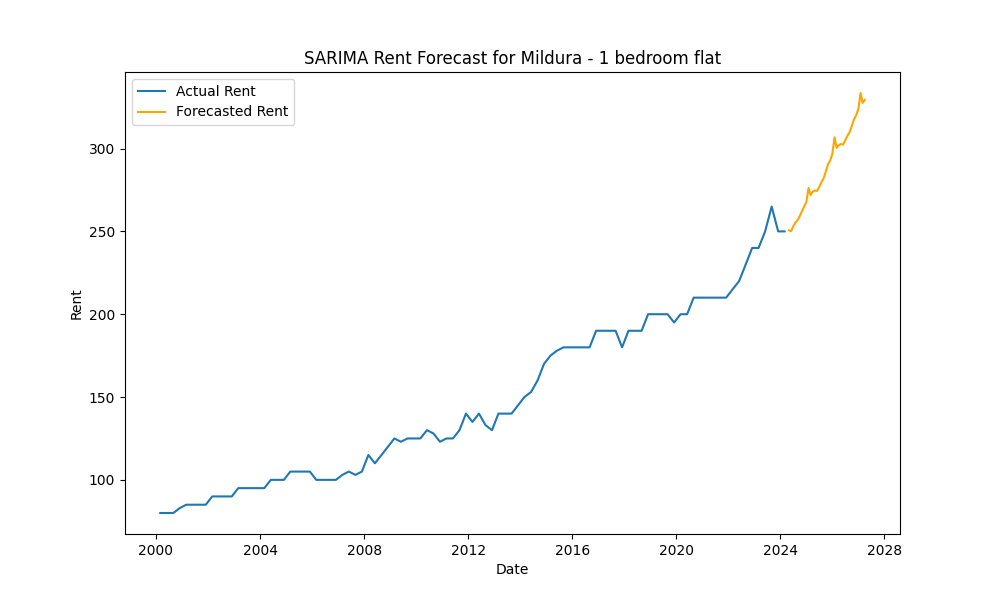 SARIMA Rent Forecast for Mildura - 1 bedroom flat
Actual Rent
Forecasted Rent
300
250
200
150
100
Rent
2000 2004 2008 2012 2016 2020 2024 2028
Date